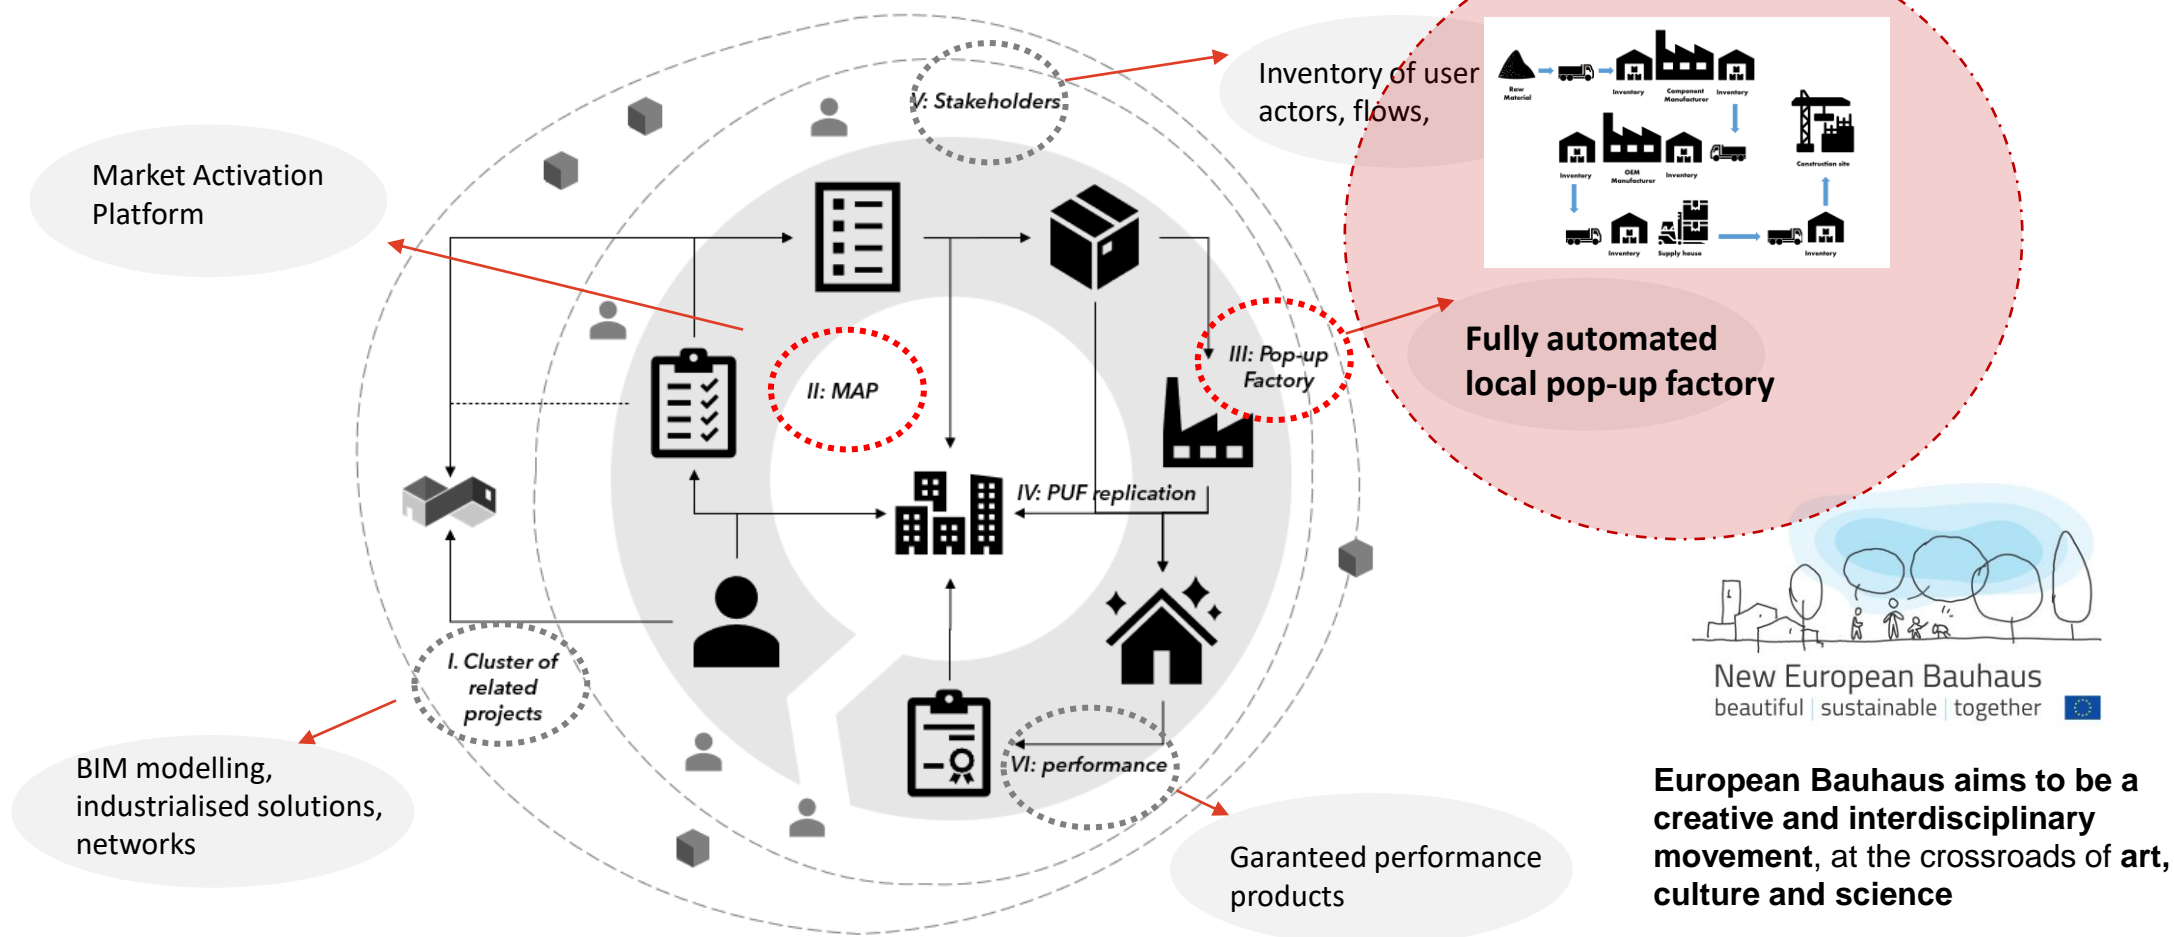 V: Stakeholders
Inventory of user
actors, flows,
Market Activation
Platform
Raw
Material
Inventory
Component
Manufacturer
Inventory
Inventory
OEM
Manufacturer
Inventory
Construction site
Inventory
Supply house
Inventory
II: MAP
III: Pop-up
Factory
Fully automated
local pop-up factory
IV: PUF replication
I. Cluster of
related
projects
VI: performance
BIM modelling,
industrialised solutions,
networks
Garanteed performance
products
New European Bauhaus
beautiful | sustainable | together
European Bauhaus aims to be a
creative and interdisciplinary
movement, at the crossroads of art,
culture and science